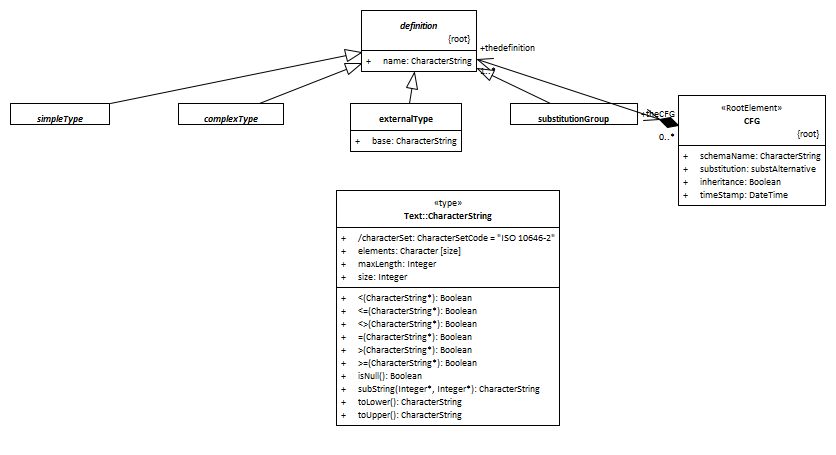 definition
{root}
+ name: CharacterString
+thedefinition
simpleType
complexType
externalType
+ base: CharacterString
substitutionGroup
+theCFG
0..*
«RootElement»
CFG
{root}
+ schemaName: CharacterString
+ substitution: substAlternative
+ inheritance: Boolean
+ timeStamp: DateTime
«type»
Text::CharacterString
+ /characterSet: CharacterSetCode = "ISO 10646-2"
+ elements: Character [size]
+ maxLength: Integer
+ size: Integer
+ <(CharacterString*): Boolean
+ <=(CharacterString*): Boolean
+ <>(CharacterString*): Boolean
+ =(CharacterString*): Boolean
+ >(CharacterString*): Boolean
+ >=(CharacterString*): Boolean
+ isNull(): Boolean
+ subString(Integer*, Integer*): CharacterString
+ toLower(): CharacterString
+ toUpper(): CharacterString